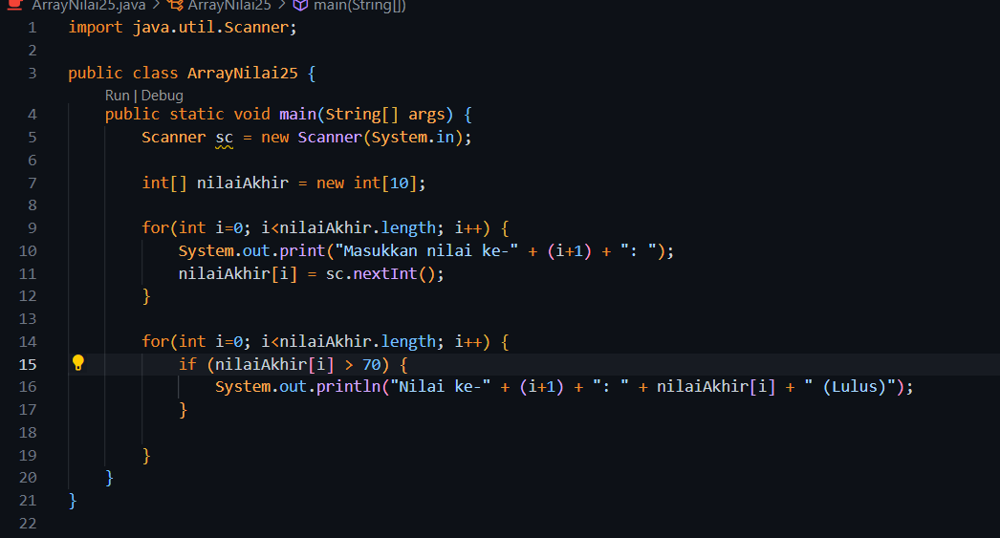 ArrayNilai25.java > ArrayNilai25 > main(String[])
1 import java.util.Scanner;
2
3 public class ArrayNilai25 {
Run | Debug
4 public static void main(String[] args) {
5 Scanner sc = new Scanner(System.in);
6
7 int[] nilaiAkhir = new int[10];
8
9 for(int i=0; i<nilaiAkhir.length; i++) {
10 System.out.print("Masukkan nilai ke-" + (i+1) + ": ");
11 nilaiAkhir[i] = sc.nextInt();
12 }
13
14 for(int i=0; i<nilaiAkhir.length; i++) {
15 if (nilaiAkhir[i] > 70) {
16 System.out.println("Nilai ke-" + (i+1) + ": " + nilaiAkhir[i] + " (Lulus)");
17 }
18
19 }
20 }
21 }
22